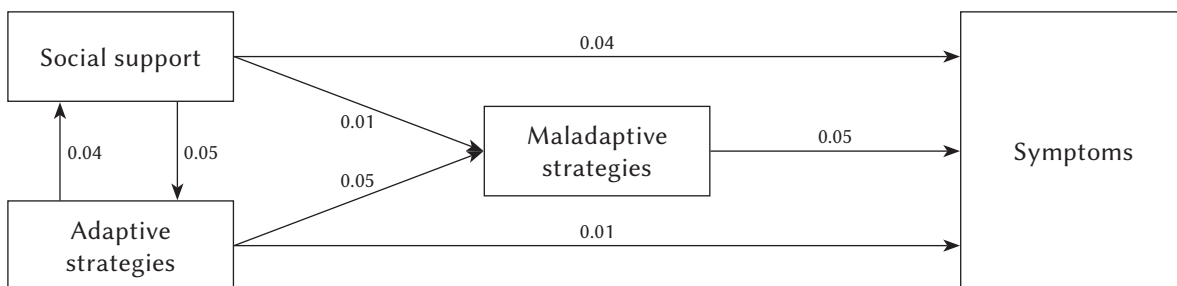 Social support
0.04
0.01
0.04
0.05
Maladaptive
strategies
0.05
Symptoms
0.05
Adaptive
strategies
0.01